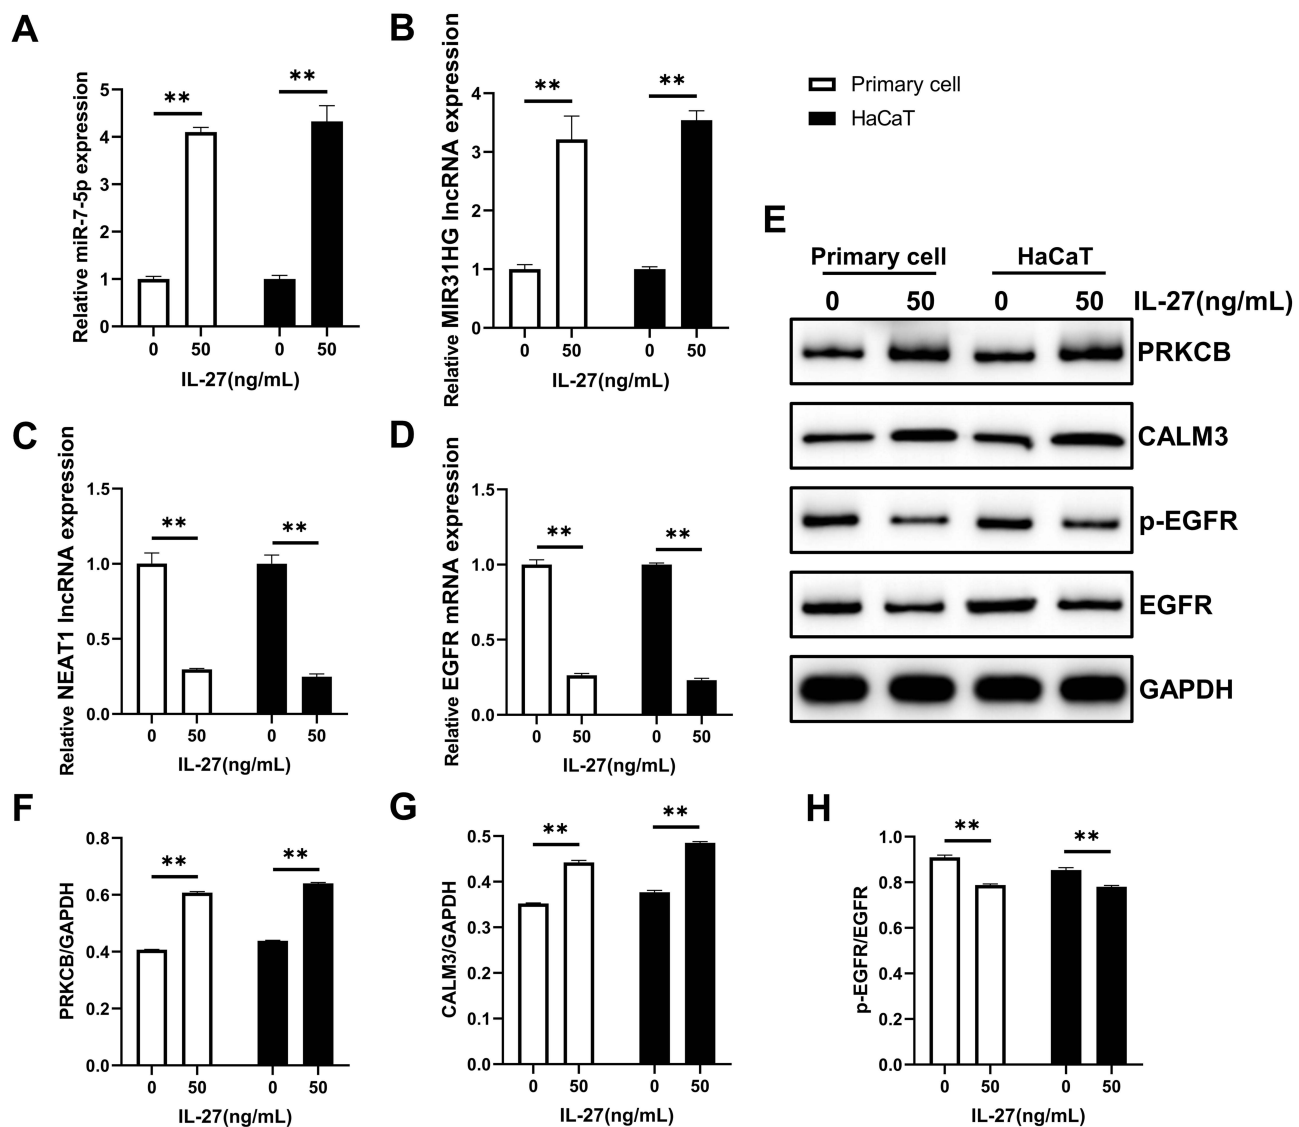 A
Relative miR-7-5p expression
5
4
3
2
1
0
** **
0 50 0 50
IL-27(ng/mL)
B
Relative MIR31HG lncRNA expression
4
3
2
1
0
** **
0 50 0 50
IL-27(ng/mL)
Primary cell
HaCaT
C
Relative NEAT1 lncRNA expression
1.5
1.0
0.5
0.0
** **
0 50 0 50
IL-27(ng/mL)
D
Relative EGFR mRNA expression
1.5
1.0
0.5
0.0
** **
0 50 0 50
IL-27(ng/mL)
E
Primary cell HaCaT
0 50 0 50 IL-27(ng/mL)
PRKCB
CALM3
p-EGFR
EGFR
GAPDH
F
PRKCB/GAPDH
0.8
0.6
0.4
0.2
0.0
** **
0 50 0 50
IL-27(ng/mL)
G
CALM3/GAPDH
0.5
0.4
0.3
0.2
0.1
0.0
** **
0 50 0 50
IL-27(ng/mL)
H
p-EGFR/EGFR
1.0
0.8
0.6
0.4
0.2
0.0
** **
0 50 0 50
IL-27(ng/mL)